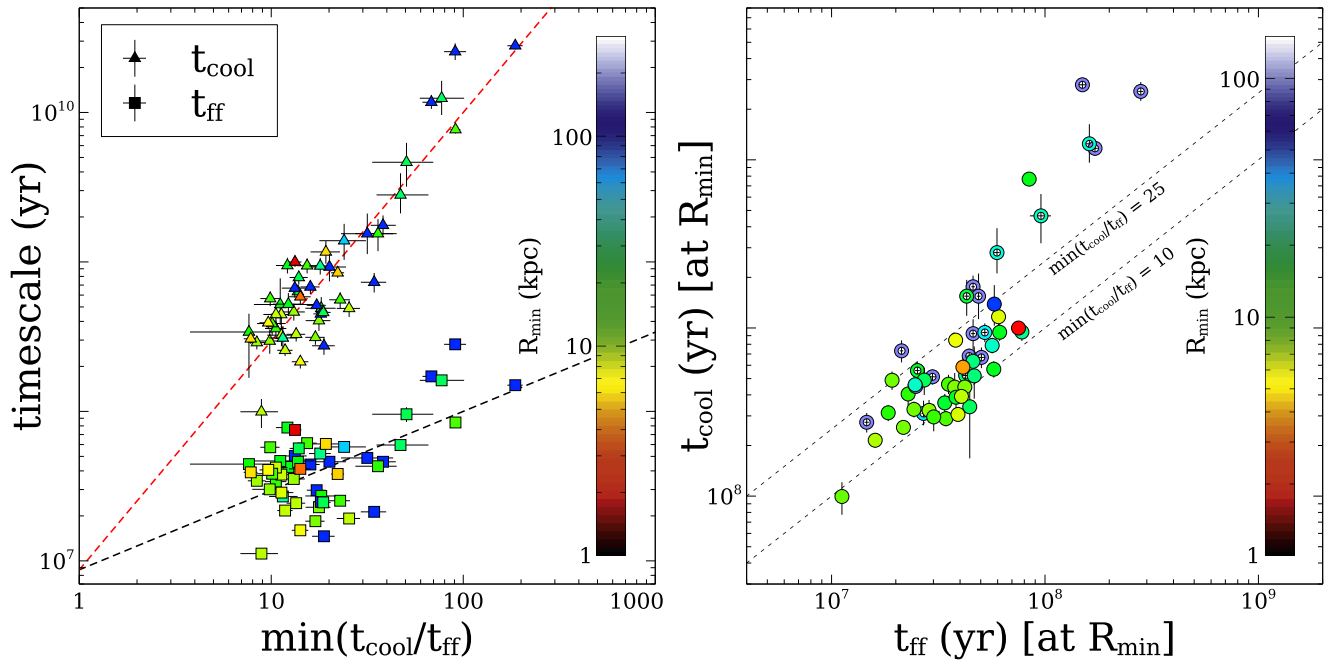 t_cool
t_ff
timescale (yr)
10^10
10^7
1
10
100
1000
min(t_cool/t_ff)
R_min (kpc)
100
10
1
t_cool (yr) [at R_min]
10^8
10^7
10^8
10^9
t_ff (yr) [at R_min]
min(t_cool/t_ff) = 25
min(t_cool/t_ff) = 10
R_min (kpc)
100
10
1